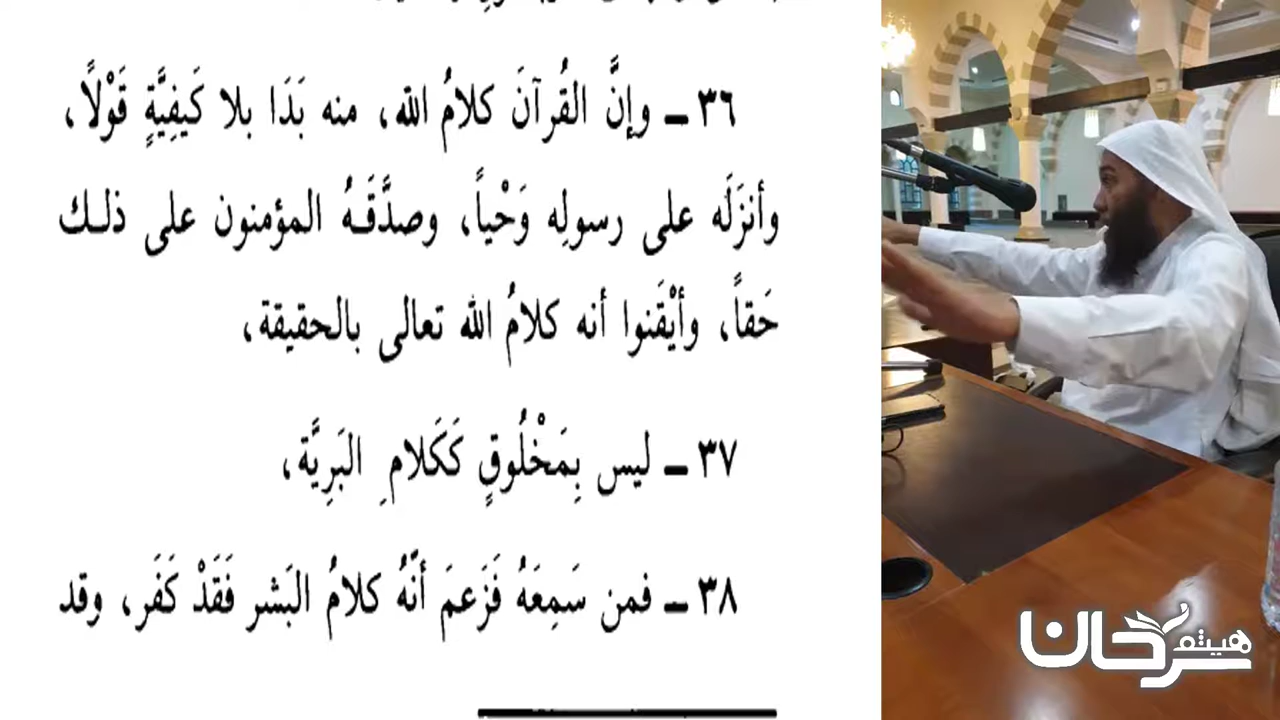 ٣٦ ـ وإنَّ القُرآنَ كلامُ الله، منه بَدَا بلا كَيفِيَّةٍ قَوْلاً،
وأنزَلَه على رسولِه وَحْياً، وصدَّقَهُ المؤمنون على ذلك
حَقاً، وأيْقَنوا أنه كلامُ الله تعالى بالحقيقة،
٣٧ ـ ليس بِمَخْلُوقٍ كَكَلامِ البَرِيَّة،
٣٨ ـ فمن سَمِعَهُ فَزَعمَ أنَّهُ كلامُ البَشر فَقَدْ كَفَر، وقد
هيثم
سرحان